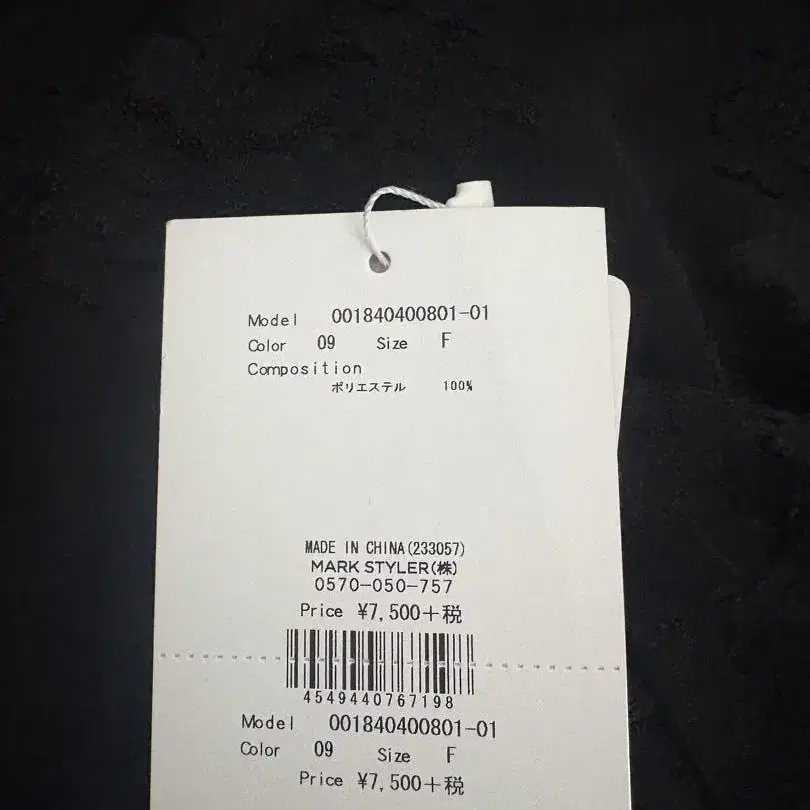 Model 001840400801-01
Color 09 Size F
Composition
ポリエステル 100%
MADE IN CHINA(233057)
MARK STYLER(株)
0570-050-757
Price ¥7,500+税
4549440767198
Model 001840400801-01
Color 09 Size F
Price ¥7,500+税